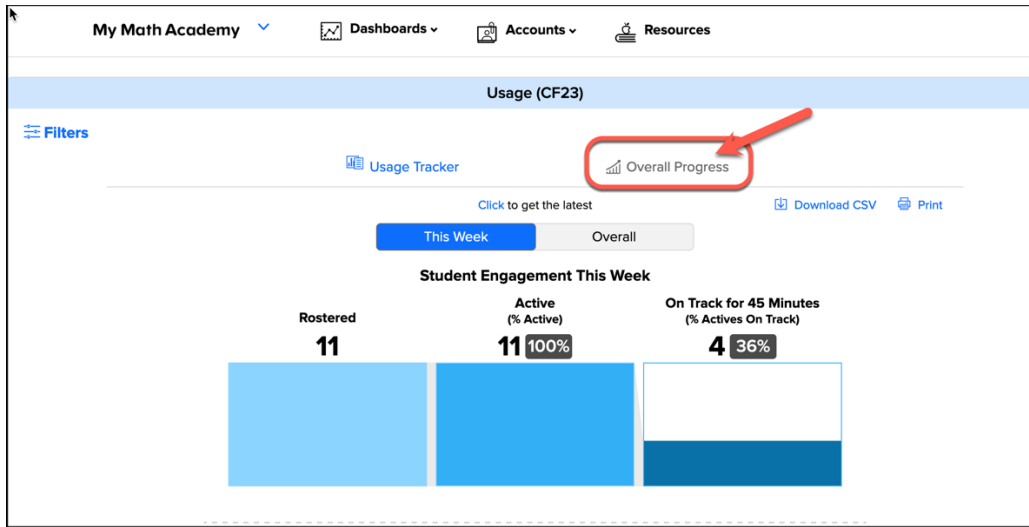 My Math Academy Dashboards Accounts Resources
Usage (CF23)
Filters
Usage Tracker Overall Progress
Click to get the latest Download CSV Print
This Week Overall
Student Engagement This Week
Rostered
Active
(% Active)
On Track for 45 Minutes
(% Actives On Track)
11
11 100%
4 36%